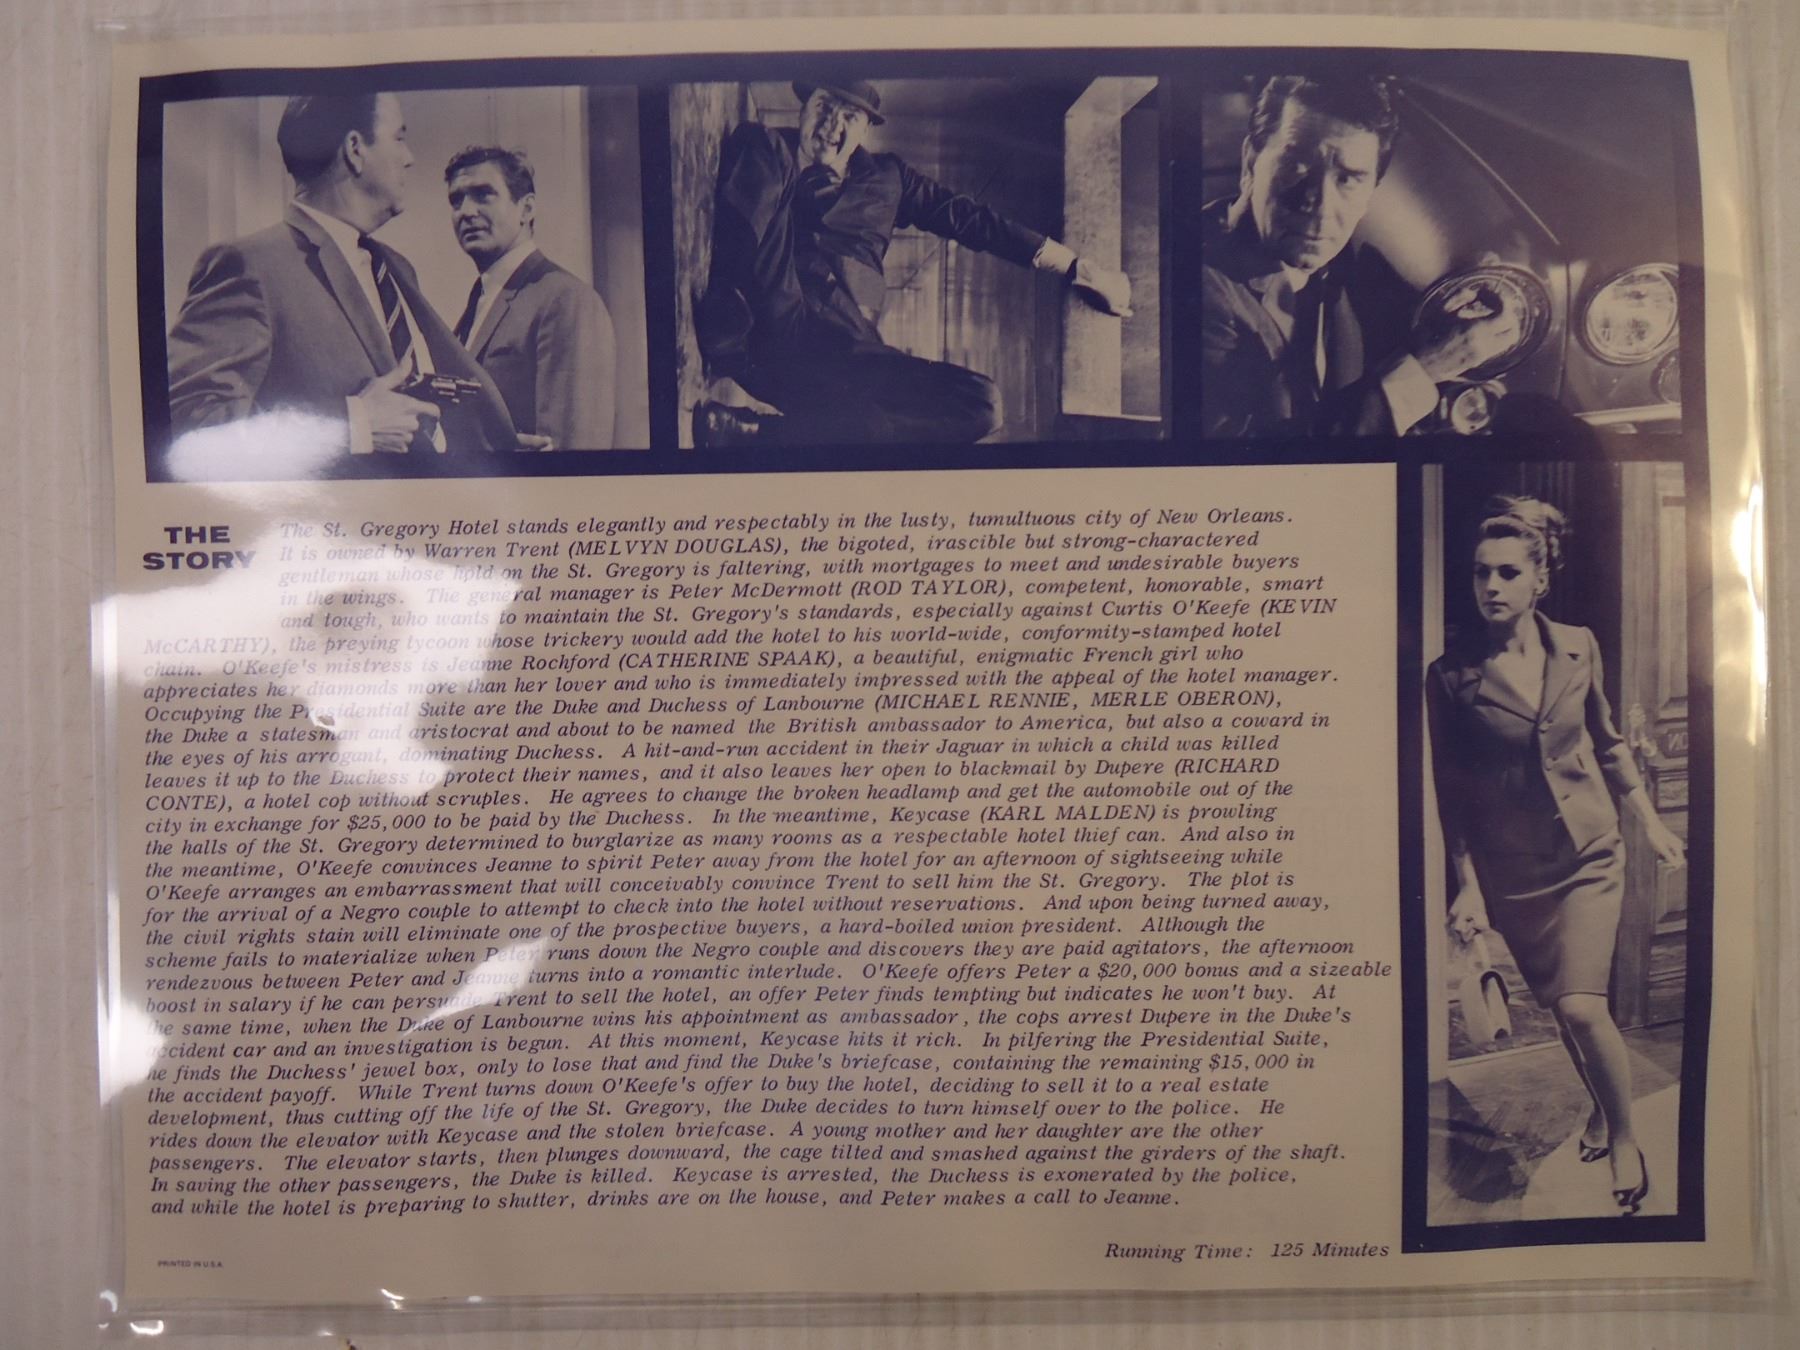 THE
STORY
The St. Gregory Hotel stands elegantly and respectably in the lusty, tumultuous city of New Orleans.
It is owned by Warren Trent (MELVYN DOUGLAS), the bigoted, irascible but strong-charactered
gentleman whose hold on the St. Gregory is faltering, with mortgages to meet and undesirable buyers
in the wings. The general manager is Peter McDermott (ROD TAYLOR), competent, honorable, smart
and tough, who wants to maintain the St. Gregory's standards, especially against Curtis O'Keefe (KEVIN
McCARTHY), the preying tycoon whose trickery would add the hotel to his world-wide, conformity-stamped hotel
chain. O'Keefe's mistress is Jeanne Rochford (CATHERINE SPAAK), a beautiful, enigmatic French girl who
appreciates her diamonds more than her lover and who is immediately impressed with the appeal of the hotel manager.
Occupying the Presidential Suite are the Duke and Duchess of Lanbourne (MICHAEL RENNIE, MERLE OBERON),
the Duke a statesman and aristocrat and about to be named the British ambassador to America, but also a coward in
the eyes of his arrogant, dominating Duchess. A hit-and-run accident in their Jaguar in which a child was killed
leaves it up to the Duchess to protect their names, and it also leaves her open to blackmail by Dupere (RICHARD
CONTE), a hotel cop without scruples. He agrees to change the broken headlamp and get the automobile out of the
city in exchange for $25,000 to be paid by the Duchess. In the meantime, Keycase (KARL MALDEN) is prowling
the halls of the St. Gregory determined to burglarize as many rooms as a respectable hotel thief can. And also in
the meantime, O'Keefe convinces Jeanne to spirit Peter away from the hotel for an afternoon of sightseeing while
O'Keefe arranges an embarrassment that will conceivably convince Trent to sell him the St. Gregory. The plot is
for the arrival of a Negro couple to attempt to check into the hotel without reservations. And upon being turned away,
the civil rights stain will eliminate one of the prospective buyers, a hard-boiled union president. Although the
scheme fails to materialize when Peter runs down the Negro couple and discovers they are paid agitators, the afternoon
rendezvous between Peter and Jeanne turns into a romantic interlude. O'Keefe offers Peter a $20,000 bonus and a sizeable
boost in salary if he can persuade Trent to sell the hotel, an offer Peter finds tempting but indicates he won't buy. At
the same time, when the Duke of Lanbourne wins his appointment as ambassador, the cops arrest Dupere in the Duke's
accident car and an investigation is begun. At this moment, Keycase hits it rich. In pilfering the Presidential Suite,
he finds the Duchess' jewel box, only to lose that and find the Duke's briefcase, containing the remaining $15,000 in
the accident payoff. While Trent turns down O'Keefe's offer to buy the hotel, deciding to sell it to a real estate
development, thus cutting off the life of the St. Gregory, the Duke decides to turn himself over to the police. He
rides down the elevator with Keycase and the stolen briefcase. A young mother and her daughter are the other
passengers. The elevator starts, then plunges downward, the cage tilted and smashed against the girders of the shaft.
In saving the other passengers, the Duke is killed. Keycase is arrested, the Duchess is exonerated by the police,
and while the hotel is preparing to shutter, drinks are on the house, and Peter makes a call to Jeanne.
Running Time: 125 Minutes
PRINTED IN U.S.A.